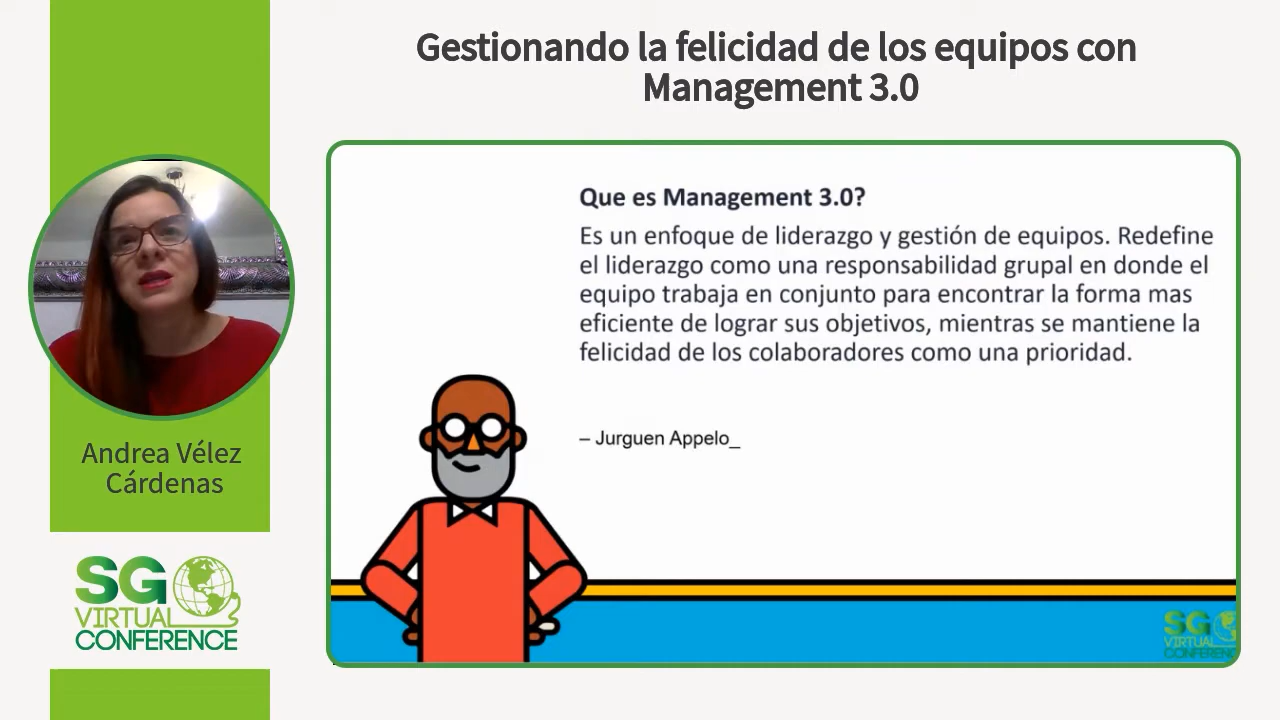 Gestionando la felicidad de los equipos con
Management 3.0
Que es Management 3.0?
Es un enfoque de liderazgo y gestión de equipos. Redefine
el liderazgo como una responsabilidad grupal en donde el
equipo trabaja en conjunto para encontrar la forma mas
eficiente de lograr sus objetivos, mientras se mantiene la
felicidad de los colaboradores como una prioridad.
– Jurguen Appelo_
Andrea Vélez
Cárdenas
SG
VIRTUAL
CONFERENCE
SG
VIRTUAL
CONFERENC